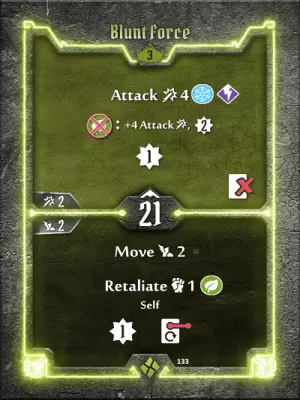 Blunt Force
3
Attack 4
: +4 Attack , 2
1
2
21
2
Move 2
Retaliate 1
Self
1
133